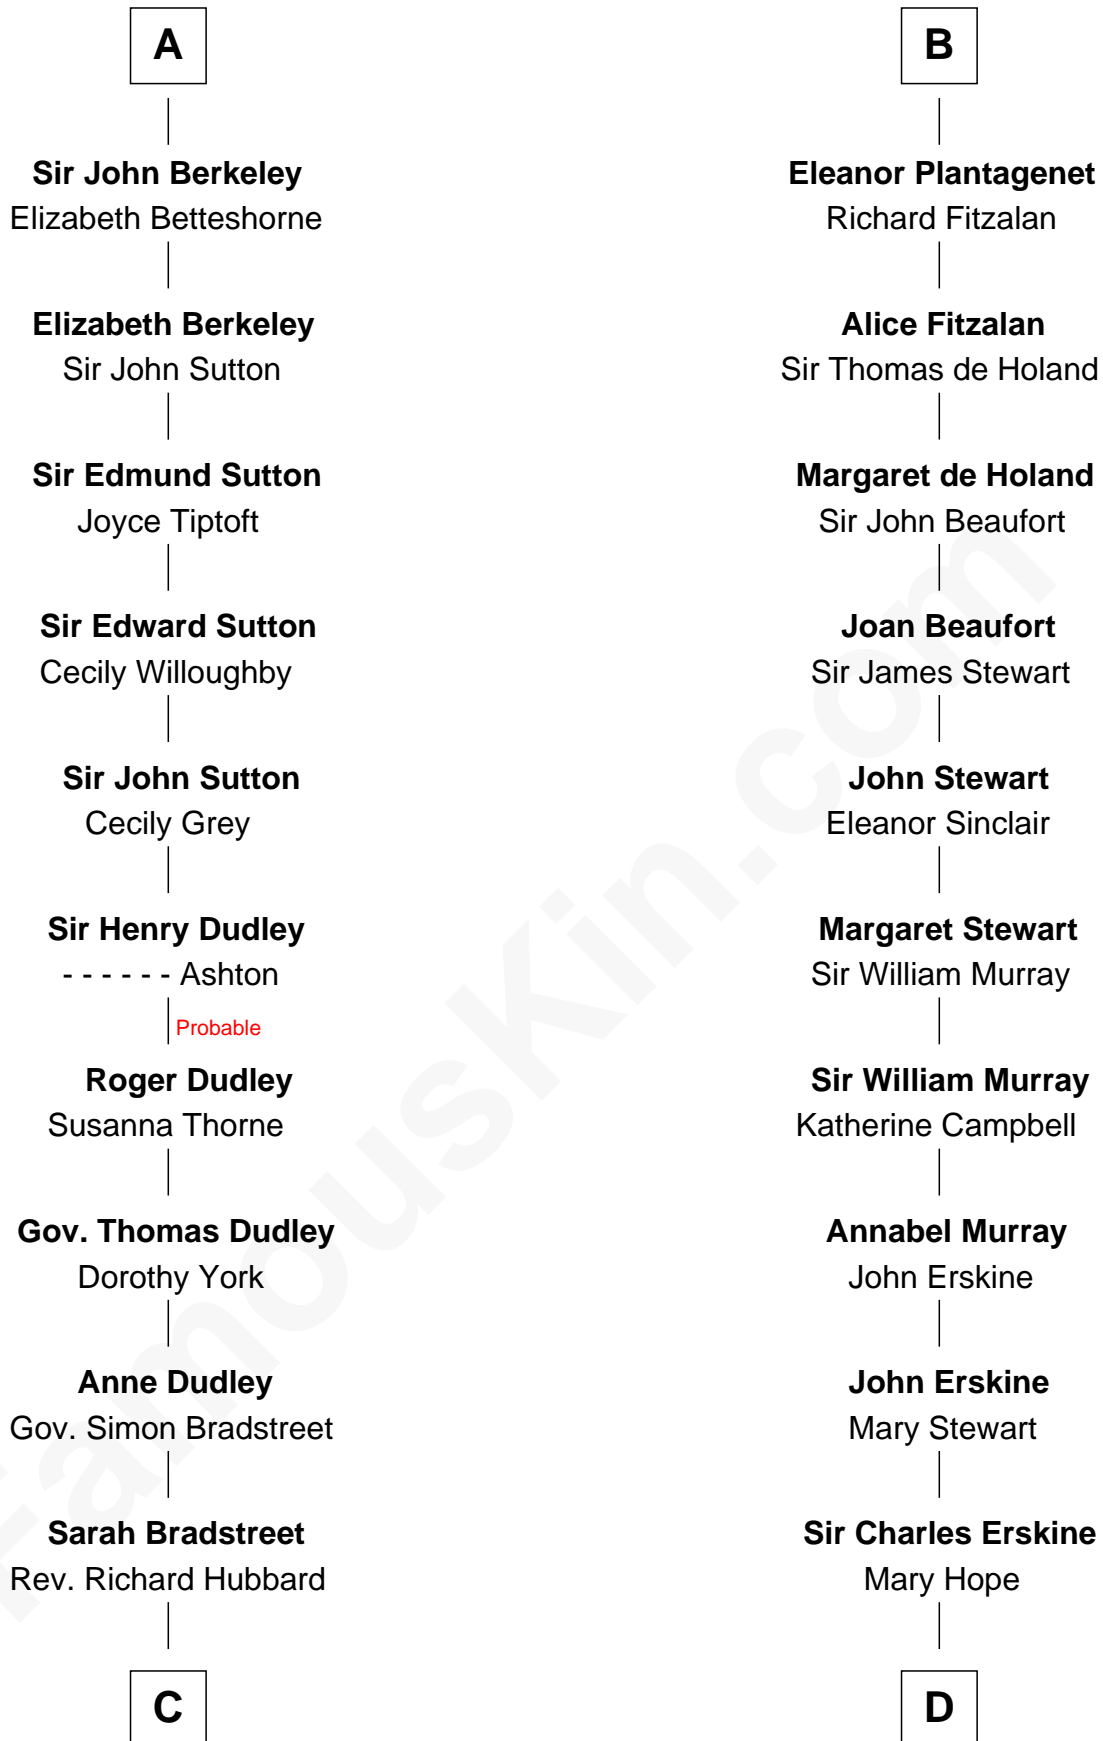 A
Sir John Berkeley
Elizabeth Betteshorne
Elizabeth Berkeley
Sir John Sutton
Sir Edmund Sutton
Joyce Tiptoft
Sir Edward Sutton
Cecily Willoughby
Sir John Sutton
Cecily Grey
Sir Henry Dudley
- - - - - - Ashton
Probable
Roger Dudley
Susanna Thorne
Gov. Thomas Dudley
Dorothy York
Anne Dudley
Gov. Simon Bradstreet
Sarah Bradstreet
Rev. Richard Hubbard
C
B
Eleanor Plantagenet
Richard Fitzalan
Alice Fitzalan
Sir Thomas de Holand
Margaret de Holand
Sir John Beaufort
Joan Beaufort
Sir James Stewart
John Stewart
Eleanor Sinclair
Margaret Stewart
Sir William Murray
Sir William Murray
Katherine Campbell
Annabel Murray
John Erskine
John Erskine
Mary Stewart
Sir Charles Erskine
Mary Hope
D
FamousKin.com